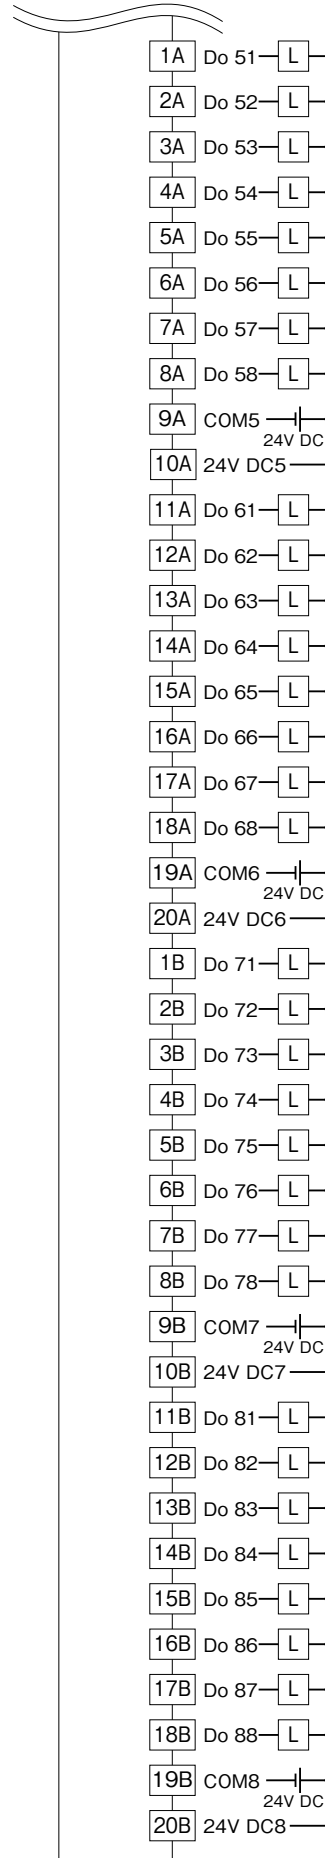 1A Do 51 L
2A Do 52 L
3A Do 53 L
4A Do 54 L
5A Do 55 L
6A Do 56 L
7A Do 57 L
8A Do 58 L
9A COM5
24V DC
10A 24V DC5
11A Do 61 L
12A Do 62 L
13A Do 63 L
14A Do 64 L
15A Do 65 L
16A Do 66 L
17A Do 67 L
18A Do 68 L
19A COM6
24V DC
20A 24V DC6
1B Do 71 L
2B Do 72 L
3B Do 73 L
4B Do 74 L
5B Do 75 L
6B Do 76 L
7B Do 77 L
8B Do 78 L
9B COM7
24V DC
10B 24V DC7
11B Do 81 L
12B Do 82 L
13B Do 83 L
14B Do 84 L
15B Do 85 L
16B Do 86 L
17B Do 87 L
18B Do 88 L
19B COM8
24V DC
20B 24V DC8